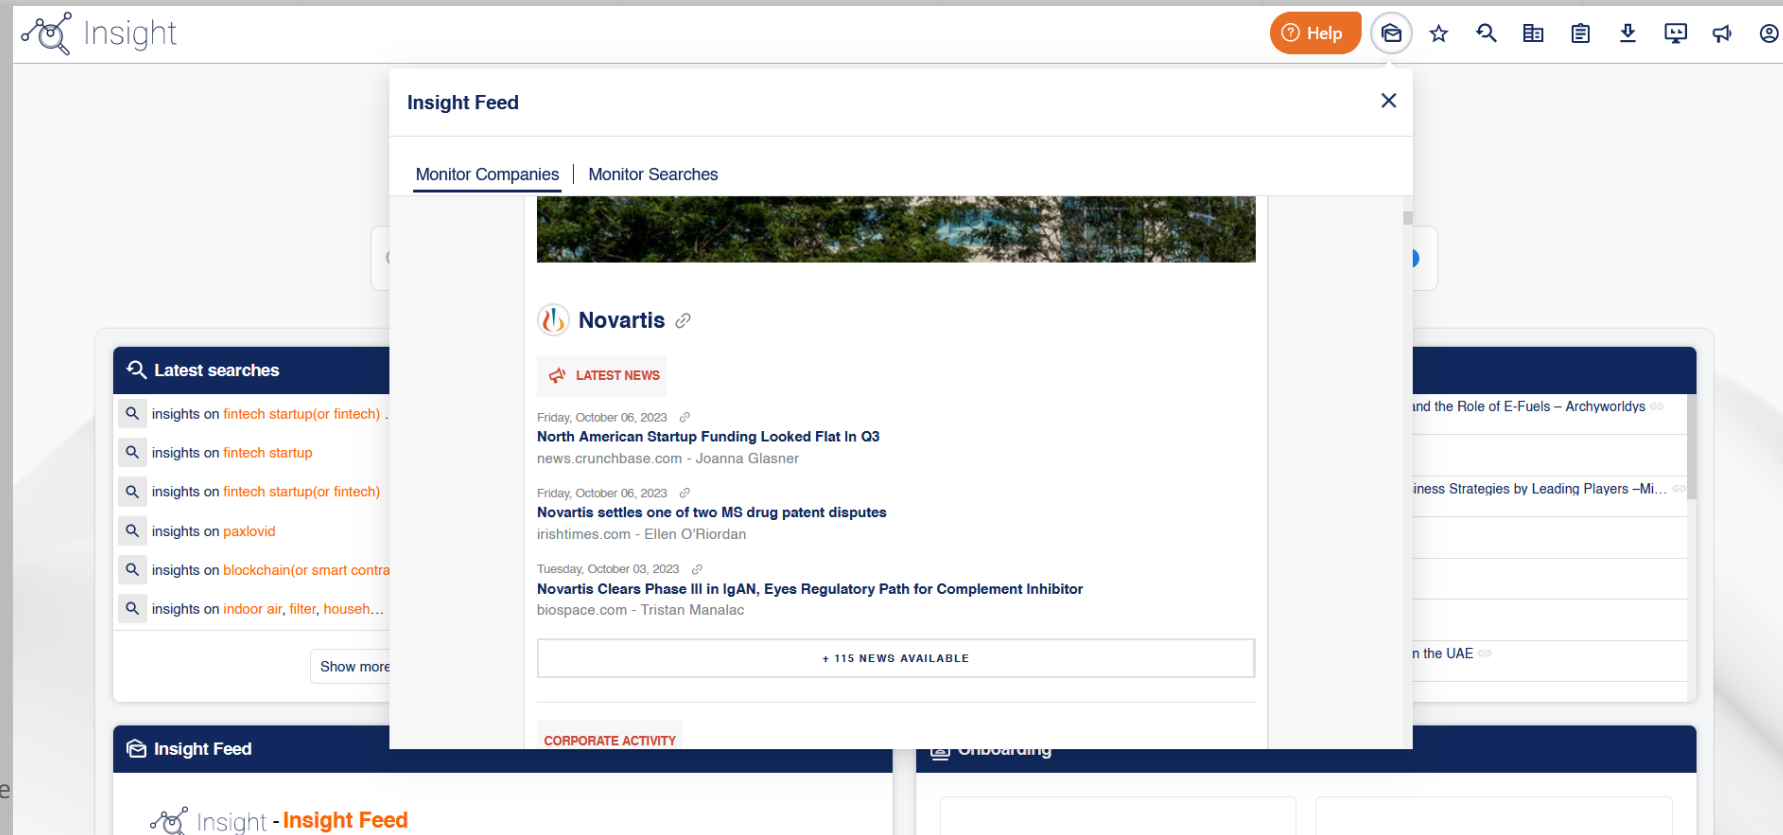 Insight
Help
Insight Feed
Monitor Companies | Monitor Searches
Novartis
LATEST NEWS
Friday, October 06, 2023
North American Startup Funding Looked Flat In Q3
news.crunchbase.com - Joanna Glasner
Friday, October 06, 2023
Novartis settles one of two MS drug patent disputes
irishtimes.com - Ellen O'Riordan
Tuesday, October 03, 2023
Novartis Clears Phase III in IgAN, Eyes Regulatory Path for Complement Inhibitor
biospace.com - Tristan Manalac
+ 115 NEWS AVAILABLE
CORPORATE ACTIVITY
Latest searches
insights on fintech startup(or fintech) .
insights on fintech startup
insights on fintech startup(or fintech)
insights on paxlovid
insights on blockchain(or smart contra
insights on indoor air, filter, househ...
Show more
and the Role of E-Fuels – Archyworldys
siness Strategies by Leading Players –Mi...
n the UAE
Insight Feed
Insight - Insight Feed
Onboarding
e